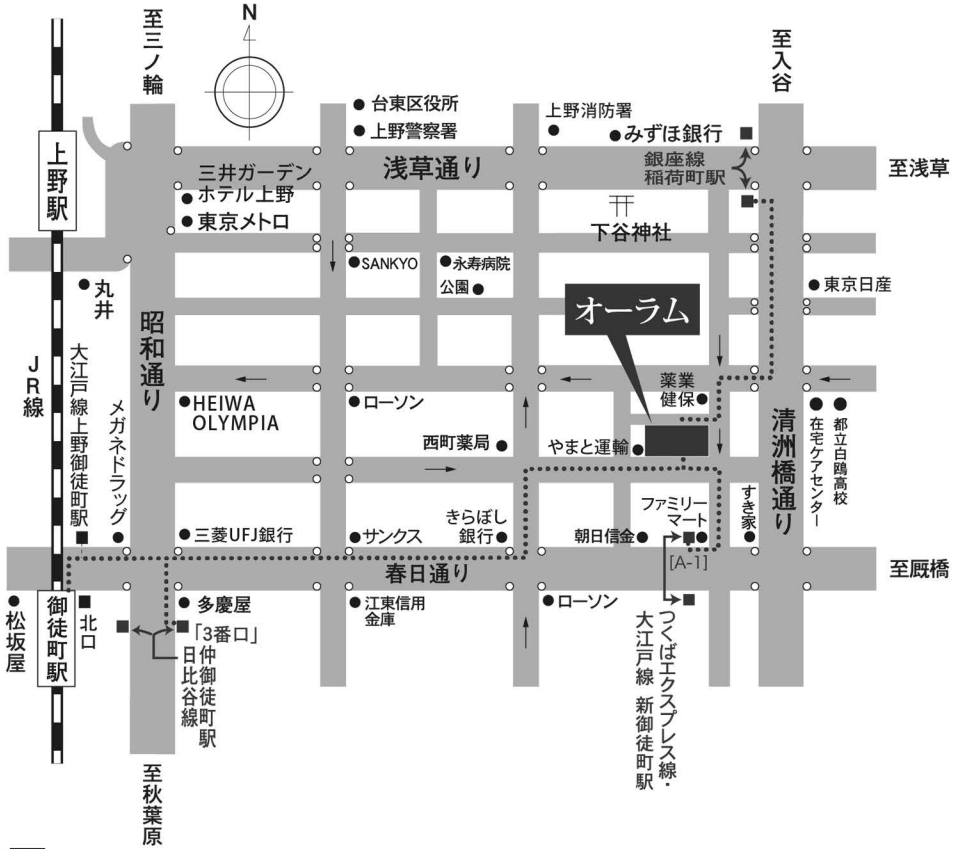 N
至三ノ輪
至入谷
台東区役所
上野警察署
上野消防署
みずほ銀行
上野駅
三井ガーデン
ホテル上野
東京メトロ
浅草通り
銀座線
稲荷町駅
至浅草
下谷神社
SANKYO
永寿病院
公園
丸井
東京日産
オーラム
昭和通り
JR線
大江戸線上野御徒町駅
メガネドラッグ
HEIWA
OLYMPIA
ローソン
薬業
健保
西町薬局
やまと運輸
清洲橋通り
在宅ケアセンター
都立白鴎高校
三菱UFJ銀行
サンクス
きらぼし
銀行
朝日信金
ファミリー
マート
すき家
[A-1]
春日通り
至厩橋
松坂屋
御徒町駅
北口
多慶屋
「3番口」
仲御徒町駅
日比谷線
江東信用
金庫
ローソン
つくばエクスプレス線・
大江戸線 新御徒町駅
至秋葉原